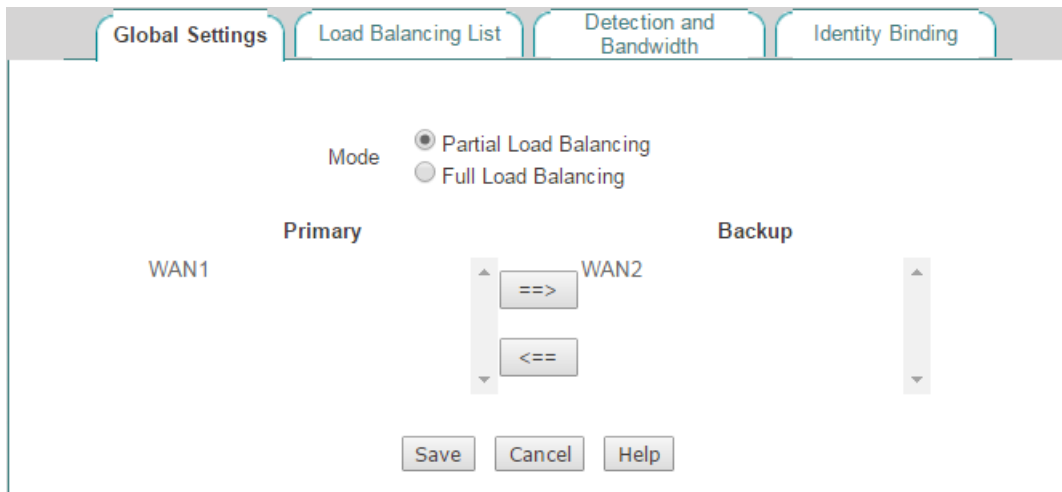 Global Settings
Load Balancing List
Detection and
Bandwidth
Identity Binding
Mode
Partial Load Balancing
Full Load Balancing
Primary
Backup
WAN1
==>
WAN2
<==
Save
Cancel
Help